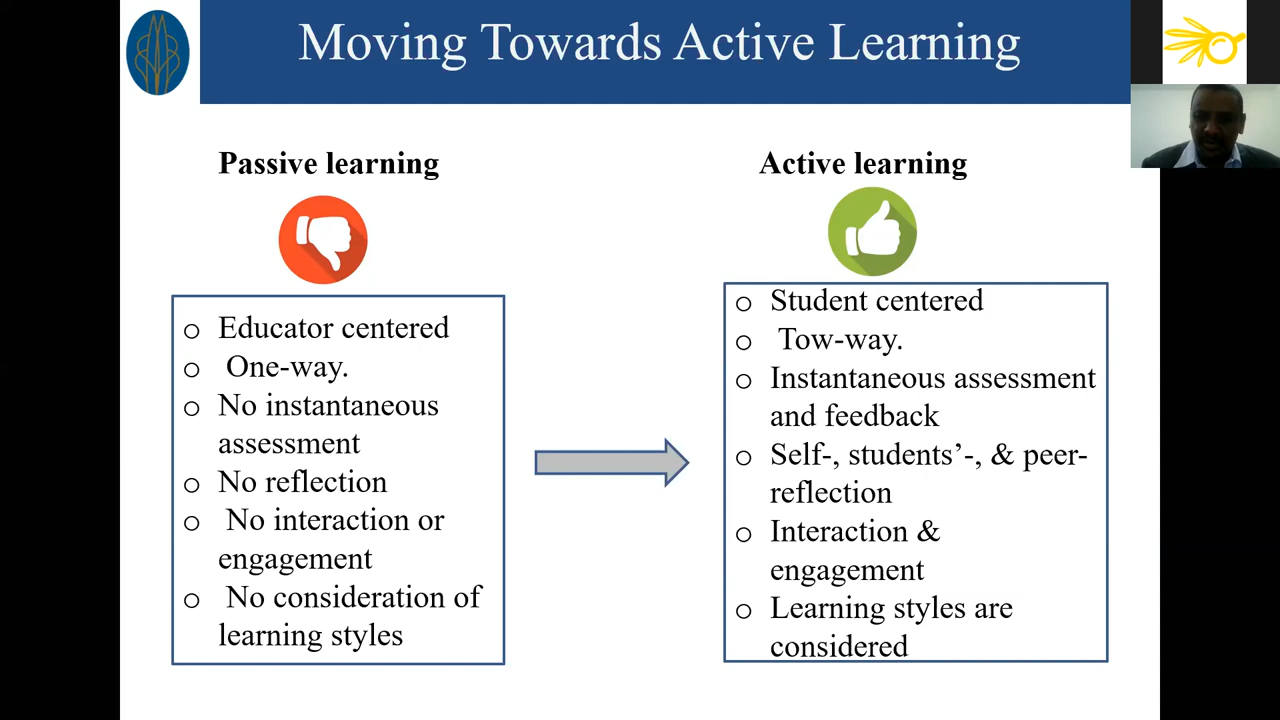 Moving Towards Active Learning
Passive learning
o Educator centered
o One-way.
o No instantaneous
assessment
o No reflection
o No interaction or
engagement
o No consideration of
learning styles
Active learning
o Student centered
o Tow-way.
o Instantaneous assessment
and feedback
o Self-, students’-, & peer-
reflection
o Interaction &
engagement
o Learning styles are
considered